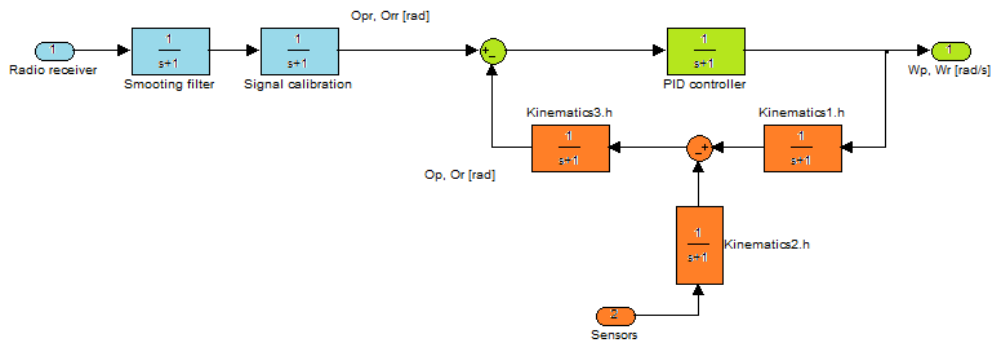 Opr, Orr [rad]
1
Radio receiver
1
s+1
Smooting filter
1
s+1
Signal calibration
+
−
1
s+1
PID controller
1
Wp, Wr [rad/s]
Kinematics3.h
1
s+1
− +
Kinematics1.h
1
s+1
Op, Or [rad]
1
s+1
Kinematics2.h
2
Sensors